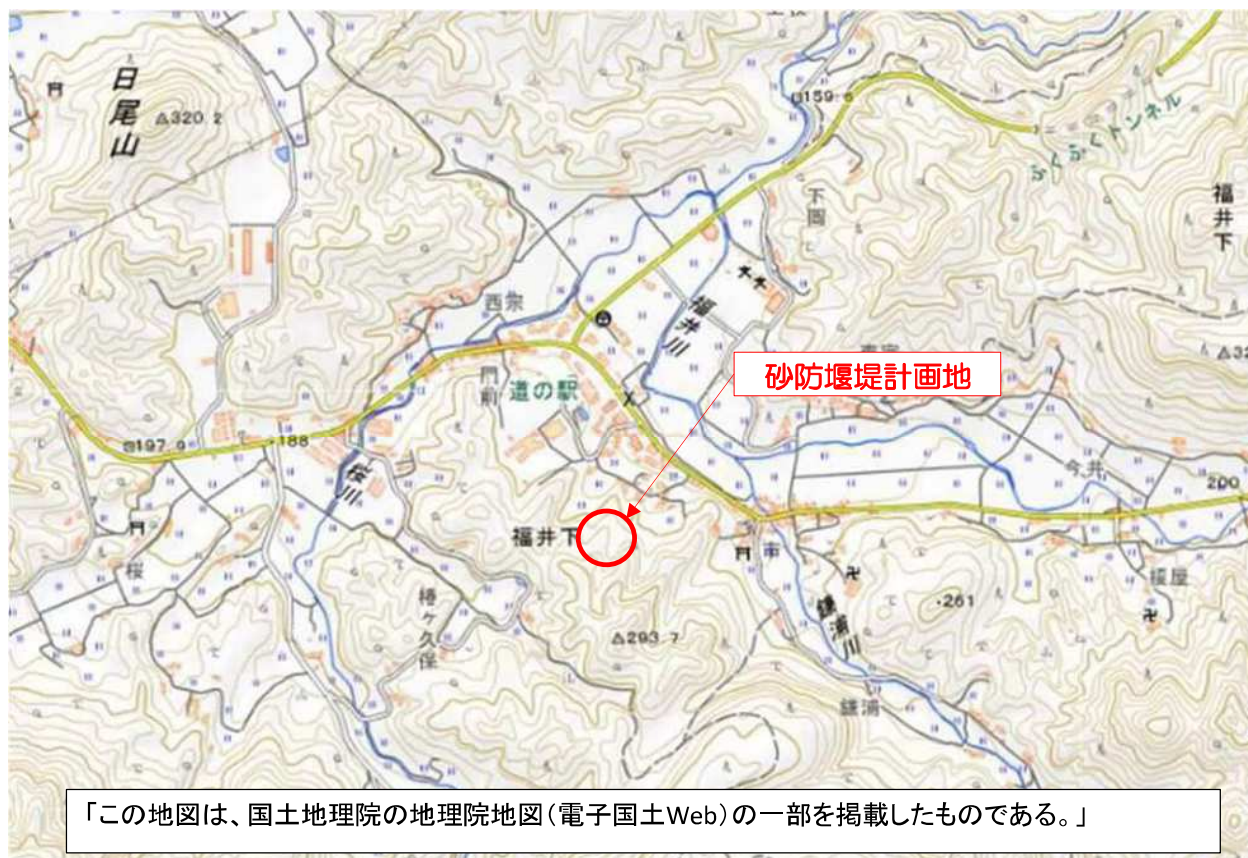 日尾山
320.2
159.6
ふくふくトンネル
下岡
福井下
西宗
福井川
砂防堰堤計画地
門前
道の駅
197.9
188
桜川
今井
200
福井下
市
桜
榎屋
椿ヶ久保
261
鎌浦川
293.7
鎌浦
「この地図は、国土地理院の地理院地図(電子国土Web)の一部を掲載したものである。」